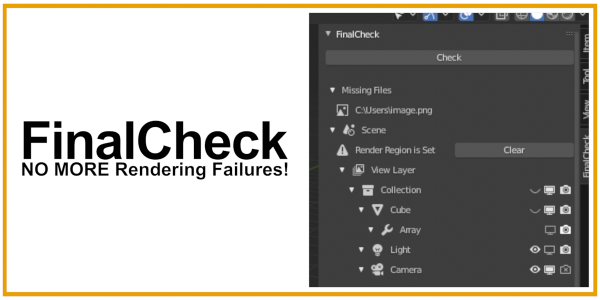 FinalCheck
NO MORE Rendering Failures!
FinalCheck
Check
Missing Files
C:\Users\image.png
Scene
Render Region is Set
Clear
View Layer
Collection
Cube
Array
Light
Camera
Item
Tool
View
FinalCheck